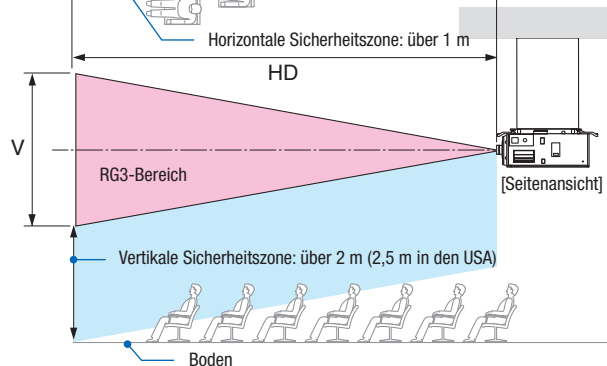 Horizontale Sicherheitszone: über 1 m
HD
V
RG3-Bereich
[Seitenansicht]
Vertikale Sicherheitszone: über 2 m (2,5 m in den USA)
Boden